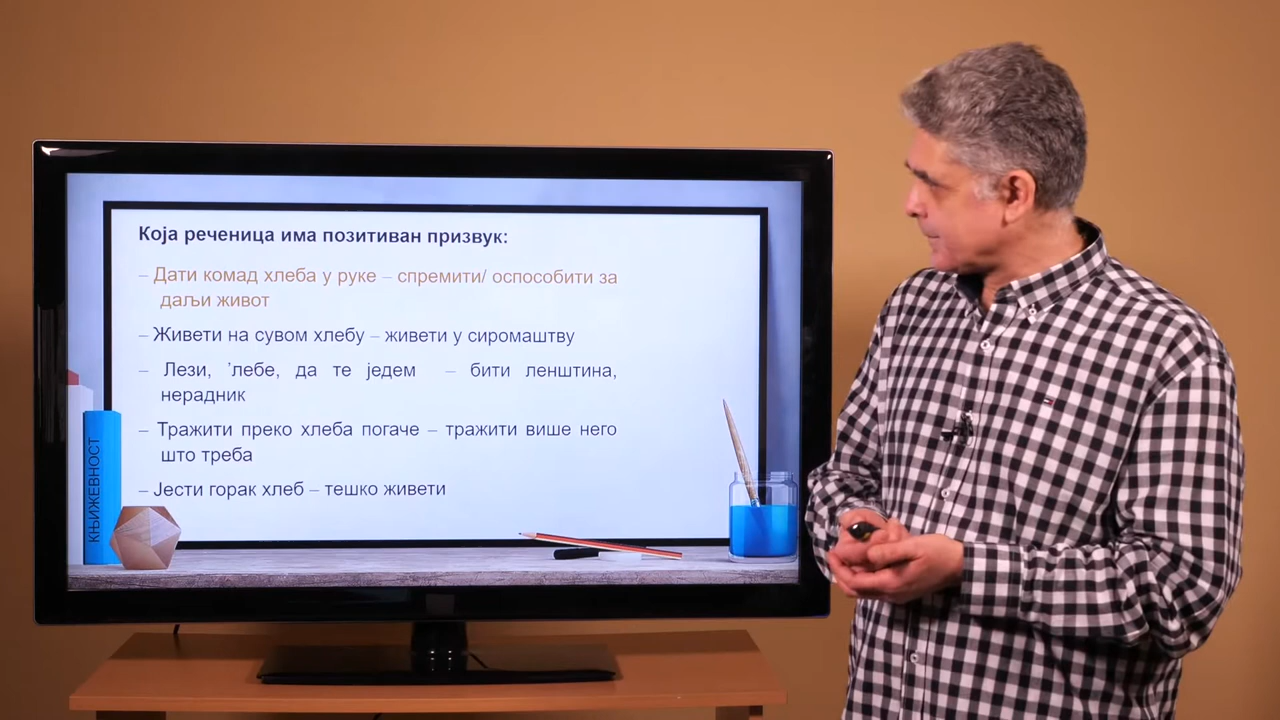 Која реченица има позитиван призвук:
– Дати комад хлеба у руке – спремити/ оспособити за
даљи живот
– Живети на сувом хлебу – живети у сиромаштву
– Лези, ’лебе, да те једем – бити ленштина,
нерадник
– Тражити преко хлеба погаче – тражити више него
што треба
– Јести горак хлеб – тешко живети
КЊИЖЕВНОСТ